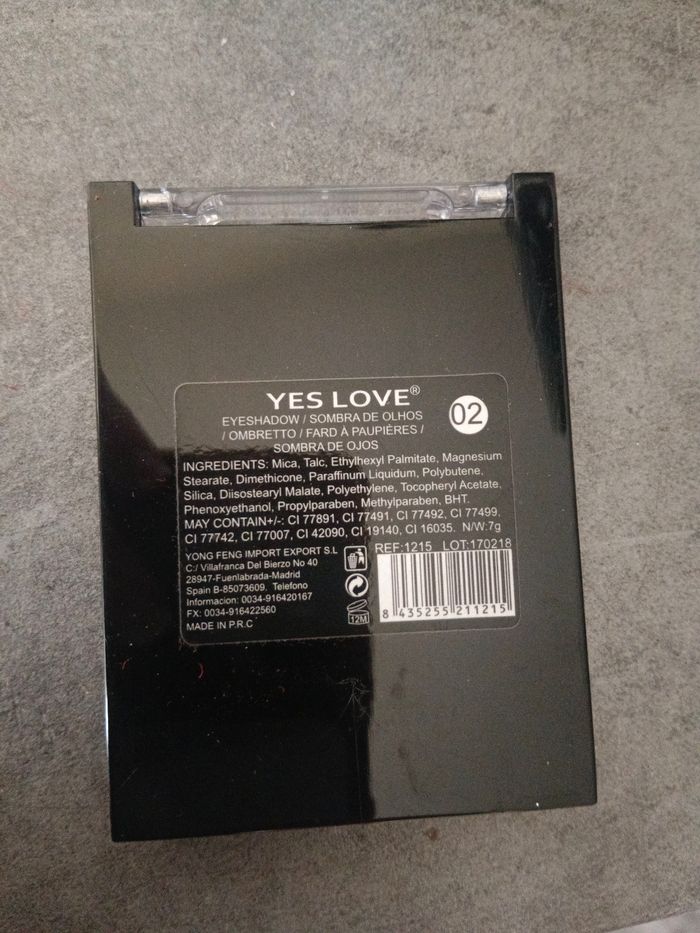 YES LOVE®
02
EYESHADOW / SOMBRA DE OLHOS
/ OMBRETTO / FARD À PAUPIÈRES /
SOMBRA DE OJOS
INGREDIENTS: Mica, Talc, Ethylhexyl Palmitate, Magnesium
Stearate, Dimethicone, Paraffinum Liquidum, Polybutene,
Silica, Diisostearyl Malate, Polyethylene, Tocopheryl Acetate,
Phenoxyethanol, Propylparaben, Methylparaben, BHT.
MAY CONTAIN+/-: CI 77891, CI 77491, CI 77492, CI 77499,
CI 77742, CI 77007, CI 42090, CI 19140, CI 16035. N/W:7g
YONG FENG IMPORT EXPORT S.L
C:/ Villafranca Del Bierzo No 40
28947-Fuenlabrada-Madrid
Spain B-85073609. Telefono
Informacion: 0034-916420167
FX: 0034-916422560
MADE IN P.R.C
12M
REF:1215 LOT:170218
8 435255 211215